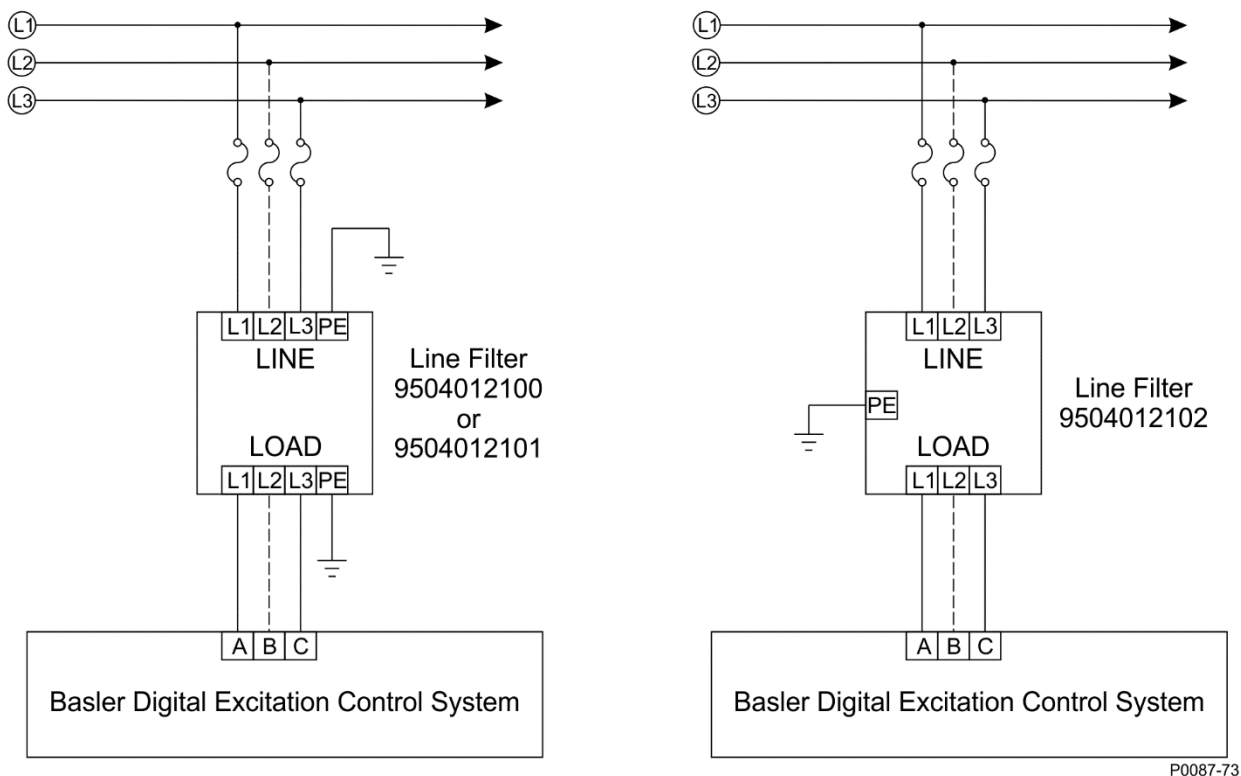 L1
L2
L3
L1 L2 L3 PE
LINE
Line Filter
9504012100
or
9504012101
LOAD
L1 L2 L3 PE
A B C
Basler Digital Excitation Control System
L1
L2
L3
L1 L2 L3
LINE
PE
Line Filter
9504012102
LOAD
L1 L2 L3
A B C
Basler Digital Excitation Control System
P0087-73